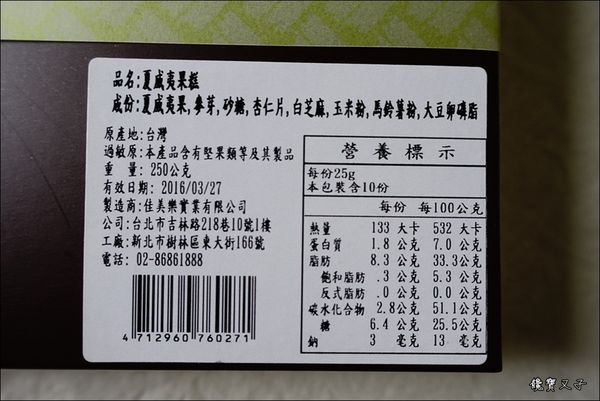 品名:夏威夷果糕
成份:夏威夷果,麥芽,砂糖,杏仁片,白芝麻,玉米粉,馬鈴薯粉,大豆卵磷脂
原產地:台灣
過敏原:本產品含有堅果類等及其製品
重 量: 250公克
有效日期: 2016/03/27
製造商:佳美樂實業有限公司
公司:台北市吉林路218巷10號1樓
工廠:新北市樹林區東大街166號
電話: 02-86861888
4 712960 760271
營養標示
每份25g
本包裝含10份
每份 每100公克
熱量 133 大卡 532 大卡
蛋白質 1.8 公克 7.0 公克
脂肪 8.3 公克 33.3公克
飽和脂肪 .3 公克 5.3 公克
反式脂肪 .0 公克 0.0 公克
碳水化合物 2.8公克 51.1公克
糖 6.4 公克 25.5公克
鈉 3 毫克 13 毫克